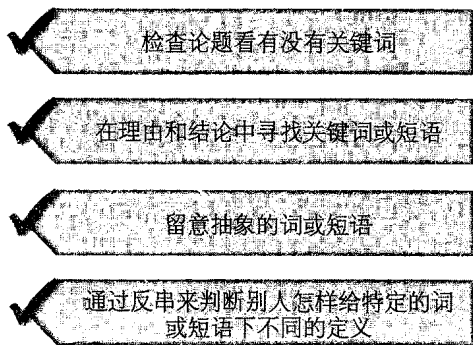 检查论题看有没有关键词
在理由和结论中寻找关键词或短语
留意抽象的词或短语
通过反串来判断别人怎样给特定的词
或短语下不同的定义